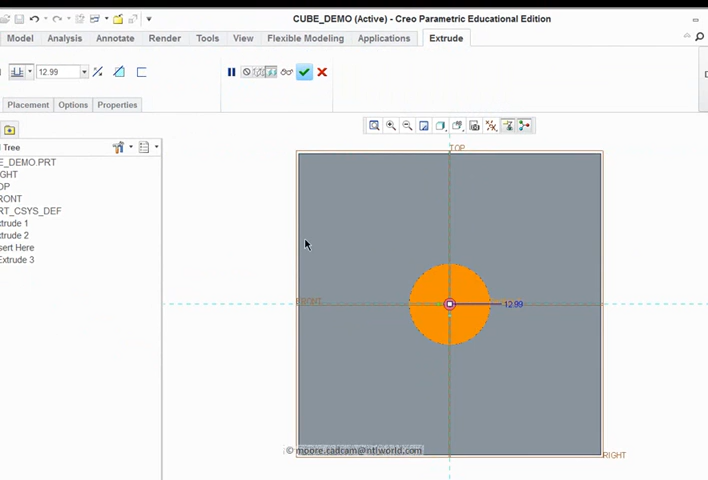 CUBE_DEMO (Active) - Creo Parametric Educational Edition
Model Analysis Annotate Render Tools View Flexible Modeling Applications Extrude
12.99
Placement Options Properties
Tree
E_DEMO.PRT
IGHT
OP
RONT
RT_CSYS_DEF
trude 1
trude 2
sert Here
Extrude 3
TOP
FRONT
12.99
© moore.cadcam@ntlworld.com
RIGHT